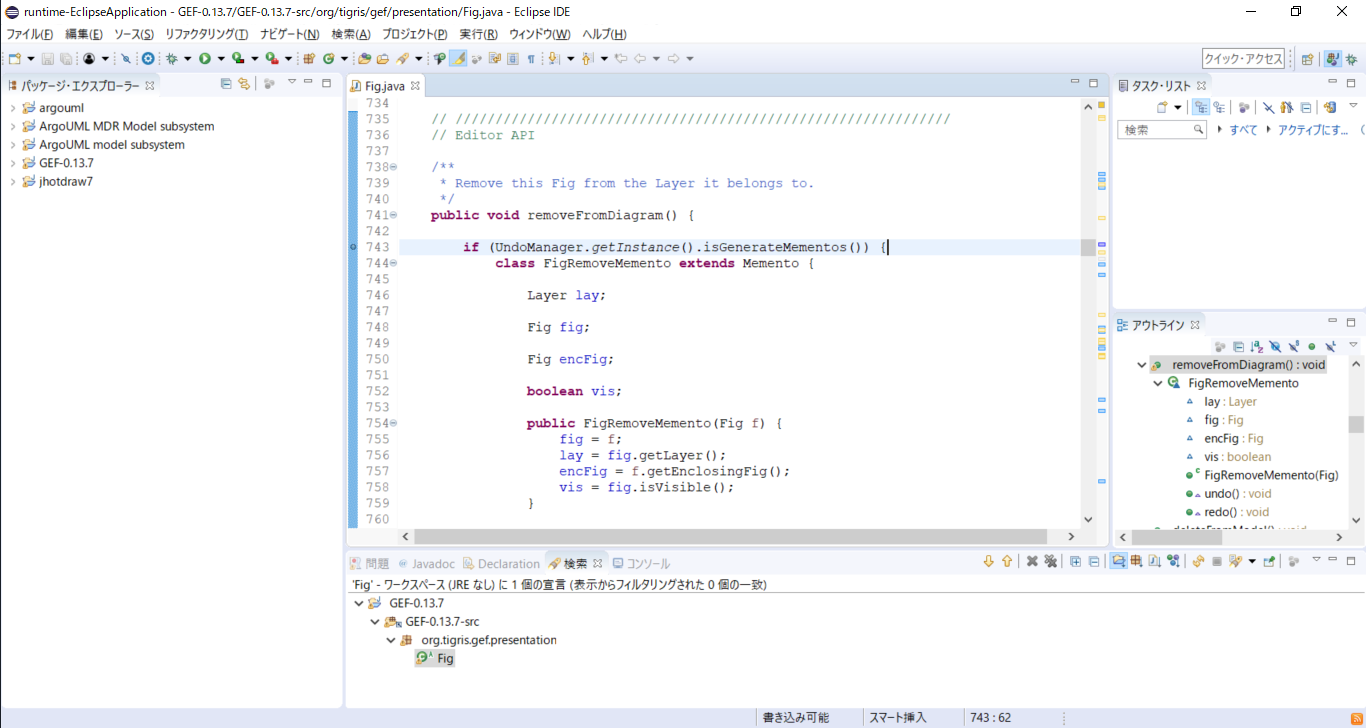 runtime-EclipseApplication - GEF-0.13.7/GEF-0.13.7-src/org/tigris/gef/presentation/Fig.java - Eclipse IDE
ファイル(F) 編集(E) ソース(S) リファクタリング(T) ナビゲート(N) 検索(A) プロジェクト(P) 実行(R) ウィンドウ(W) ヘルプ(H)
クイック・アクセス
パッケージ・エクスプローラー
argouml
ArgoUML MDR Model subsystem
ArgoUML model subsystem
GEF-0.13.7
jhotdraw7
Fig.java
734
735 // /////////////////////////////////////////////////////////////
736 // Editor API
737
738 /**
739 * Remove this Fig from the Layer it belongs to.
740 */
741 public void removeFromDiagram() {
742
743 if (UndoManager.getInstance().isGenerateMementos()) {
744 class FigRemoveMemento extends Memento {
745
746 Layer lay;
747
748 Fig fig;
749
750 Fig encFig;
751
752 boolean vis;
753
754 public FigRemoveMemento(Fig f) {
755 fig = f;
756 lay = fig.getLayer();
757 encFig = f.getEnclosingFig();
758 vis = fig.isVisible();
759 }
760
タスク・リスト
検索 すべて アクティブにす...
アウトライン
removeFromDiagram() : void
FigRemoveMemento
lay : Layer
fig : Fig
encFig : Fig
vis : boolean
FigRemoveMemento(Fig)
undo() : void
redo() : void
deleteFromModel() : void
問題 Javadoc Declaration 検索 コンソール
'Fig' - ワークスペース (JRE なし) に 1 個の宣言 (表示からフィルタリングされた 0 個の一致)
GEF-0.13.7
GEF-0.13.7-src
org.tigris.gef.presentation
Fig
書き込み可能 スマート挿入 743 : 62